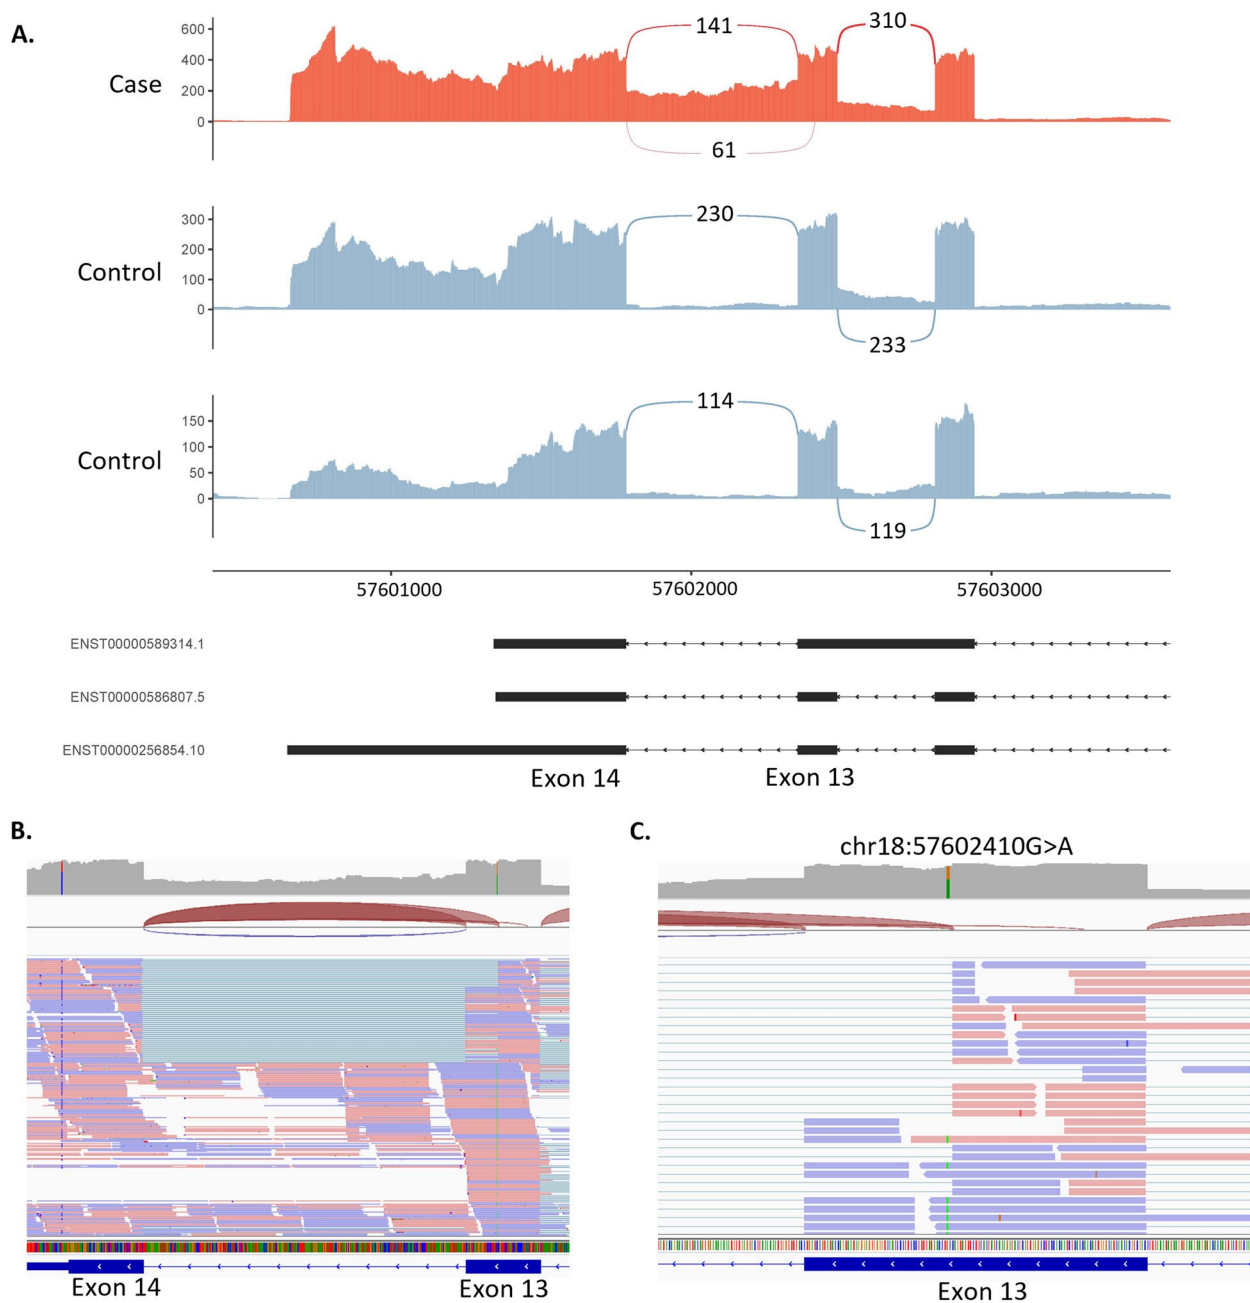 A.
Case
600
400
200
0
141
310
61
Control
300
200
100
0
230
233
Control
150
100
50
0
114
119
57601000 57602000 57603000
ENST00000589314.1
ENST00000586807.5
ENST00000256854.10
Exon 14 Exon 13
B.
Exon 14 Exon 13
C.
chr18:57602410G>A
Exon 13